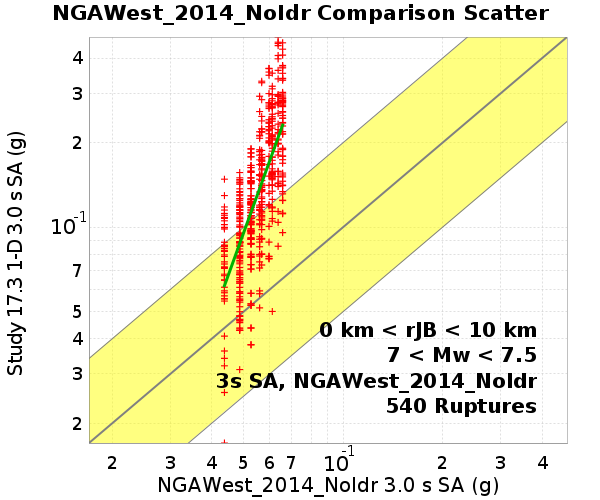 NGAWest_2014_NoIdr Comparison Scatter
Study 17.3 1-D 3.0 s SA (g)
4
3
2
10-1
7
5
4
3
2
0 km < rJB < 10 km
7 < Mw < 7.5
3s SA, NGAWest_2014_NoIdr
540 Ruptures
2 3 4 5 6 7 10-1 2 3 4
NGAWest_2014_NoIdr 3.0 s SA (g)